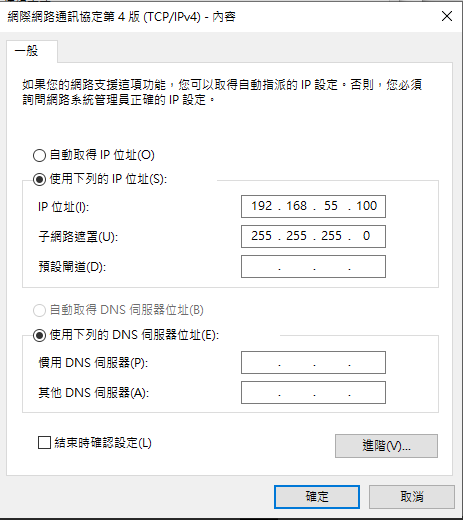 網際網路通訊協定第 4 版 (TCP/IPv4) - 內容
一般
如果您的網路支援這項功能，您可以取得自動指派的 IP 設定。否則，您必須
詢問網路系統管理員正確的 IP 設定。
自動取得 IP 位址(O)
使用下列的 IP 位址(S):
IP 位址(I):
192 . 168 . 55 . 100
子網路遮罩(U):
255 . 255 . 255 . 0
預設閘道(D):
. . .
自動取得 DNS 伺服器位址(B)
使用下列的 DNS 伺服器位址(E):
慣用 DNS 伺服器(P):
. . .
其他 DNS 伺服器(A):
. . .
結束時確認設定(L)
進階(V)...
確定
取消